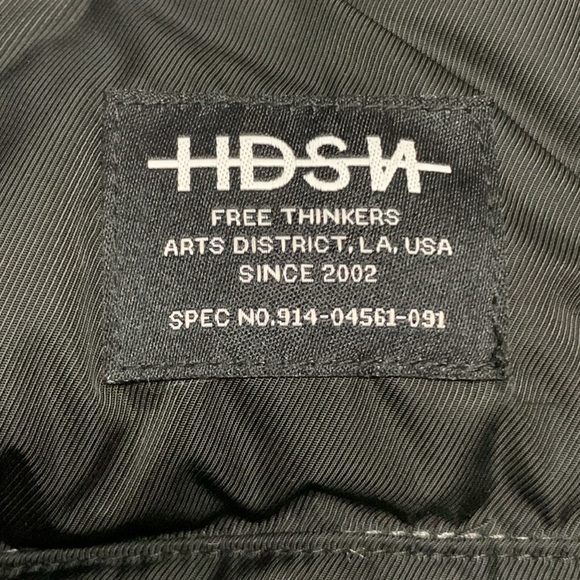 HDSN
FREE THINKERS
ARTS DISTRICT, LA, USA
SINCE 2002
SPEC NO.914-04561-091